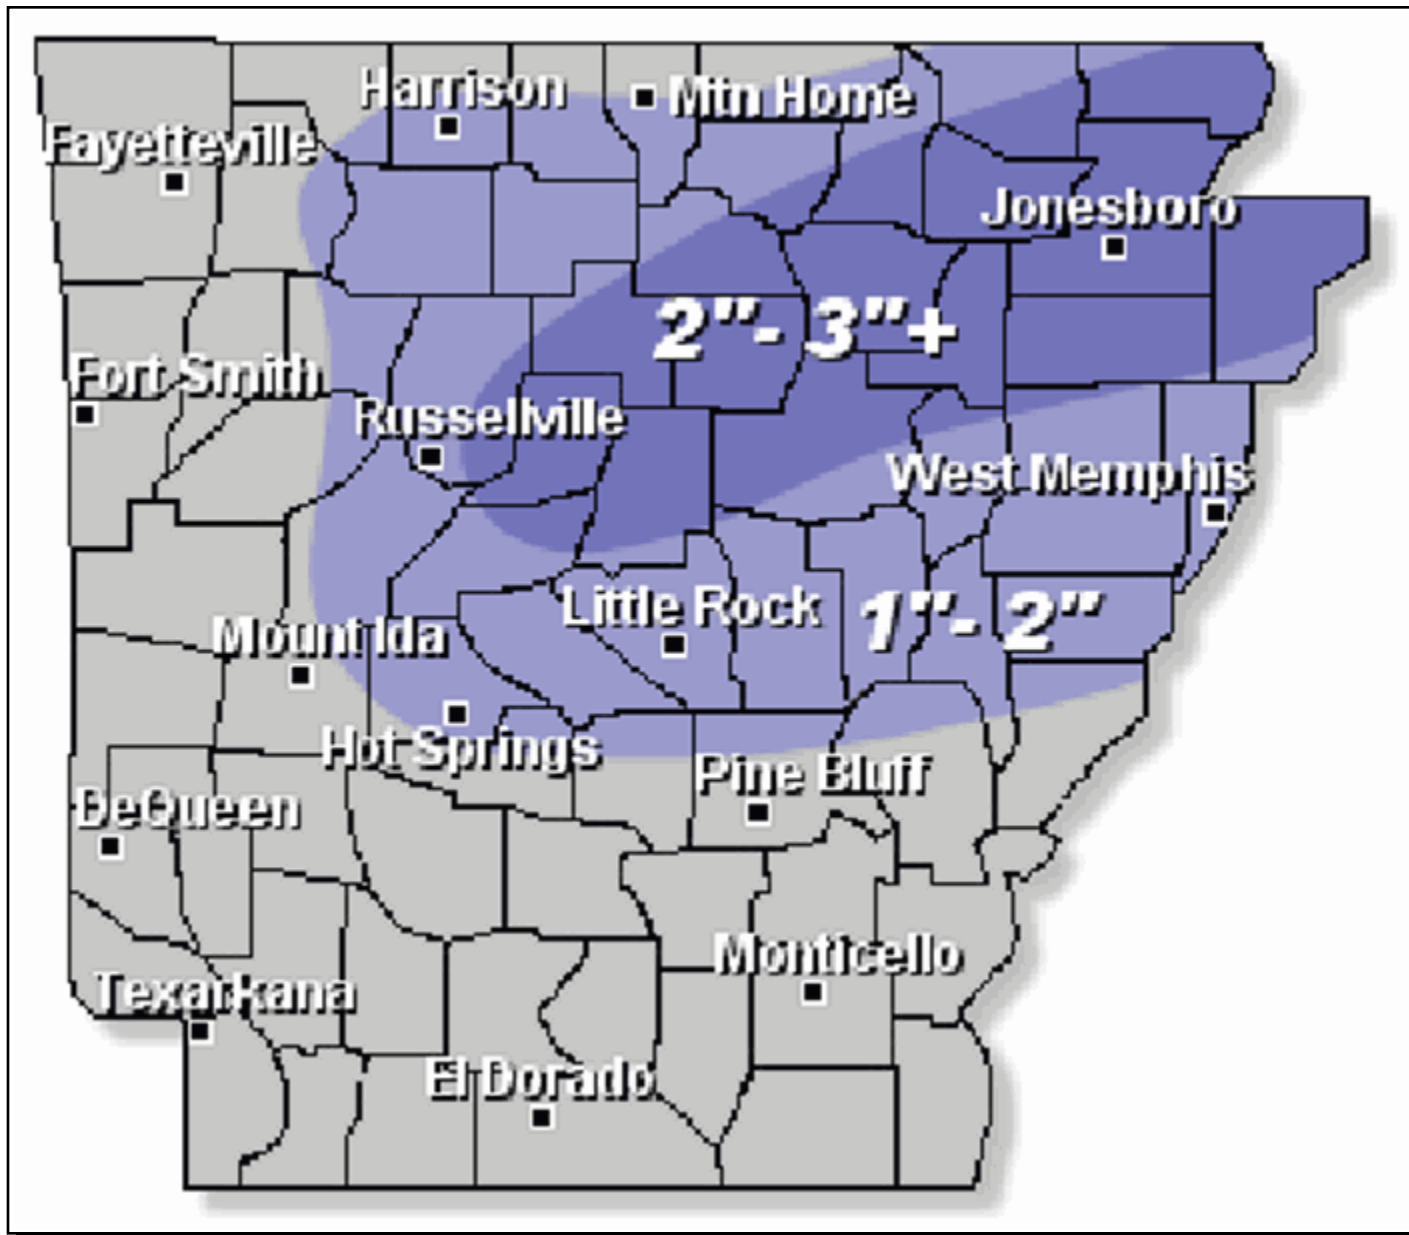 Harrison
Mtn Home
Fayetteville
Jonesboro
2"- 3"+
Fort Smith
Russellville
West Memphis
Little Rock
1"- 2"
Mount Ida
Hot Springs
Pine Bluff
DeQueen
Monticello
Texarkana
El Dorado